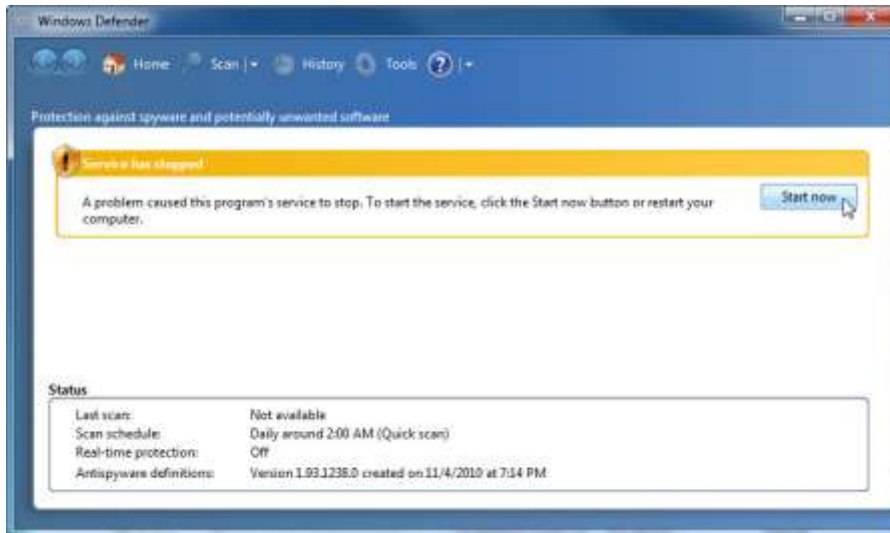 Windows Defender
Home Scan History Tools ?
Protection against spyware and potentially unwanted software
Service has stopped
A problem caused this program's service to stop. To start the service, click the Start now button or restart your
computer.
Start now
Status
Last scan: Not available
Scan schedule: Daily around 2:00 AM (Quick scan)
Real-time protection: Off
Antispyware definitions: Version 1.93.1238.0 created on 11/4/2010 at 7:14 PM